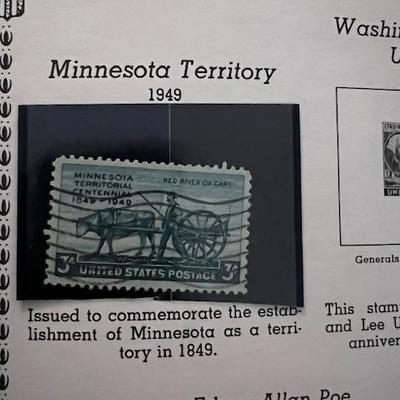 Minnesota Territory
1949
MINNESOTA
TERRITORIAL
CENTENNIAL
1849-1949
RED RIVER OX CART
3¢ UNITED STATES POSTAGE 3¢
Issued to commemorate the estab-
lishment of Minnesota as a terri-
tory in 1849.
Washin
U
Generals
This stam
and Lee U
anniver
Edgar Allan Poe